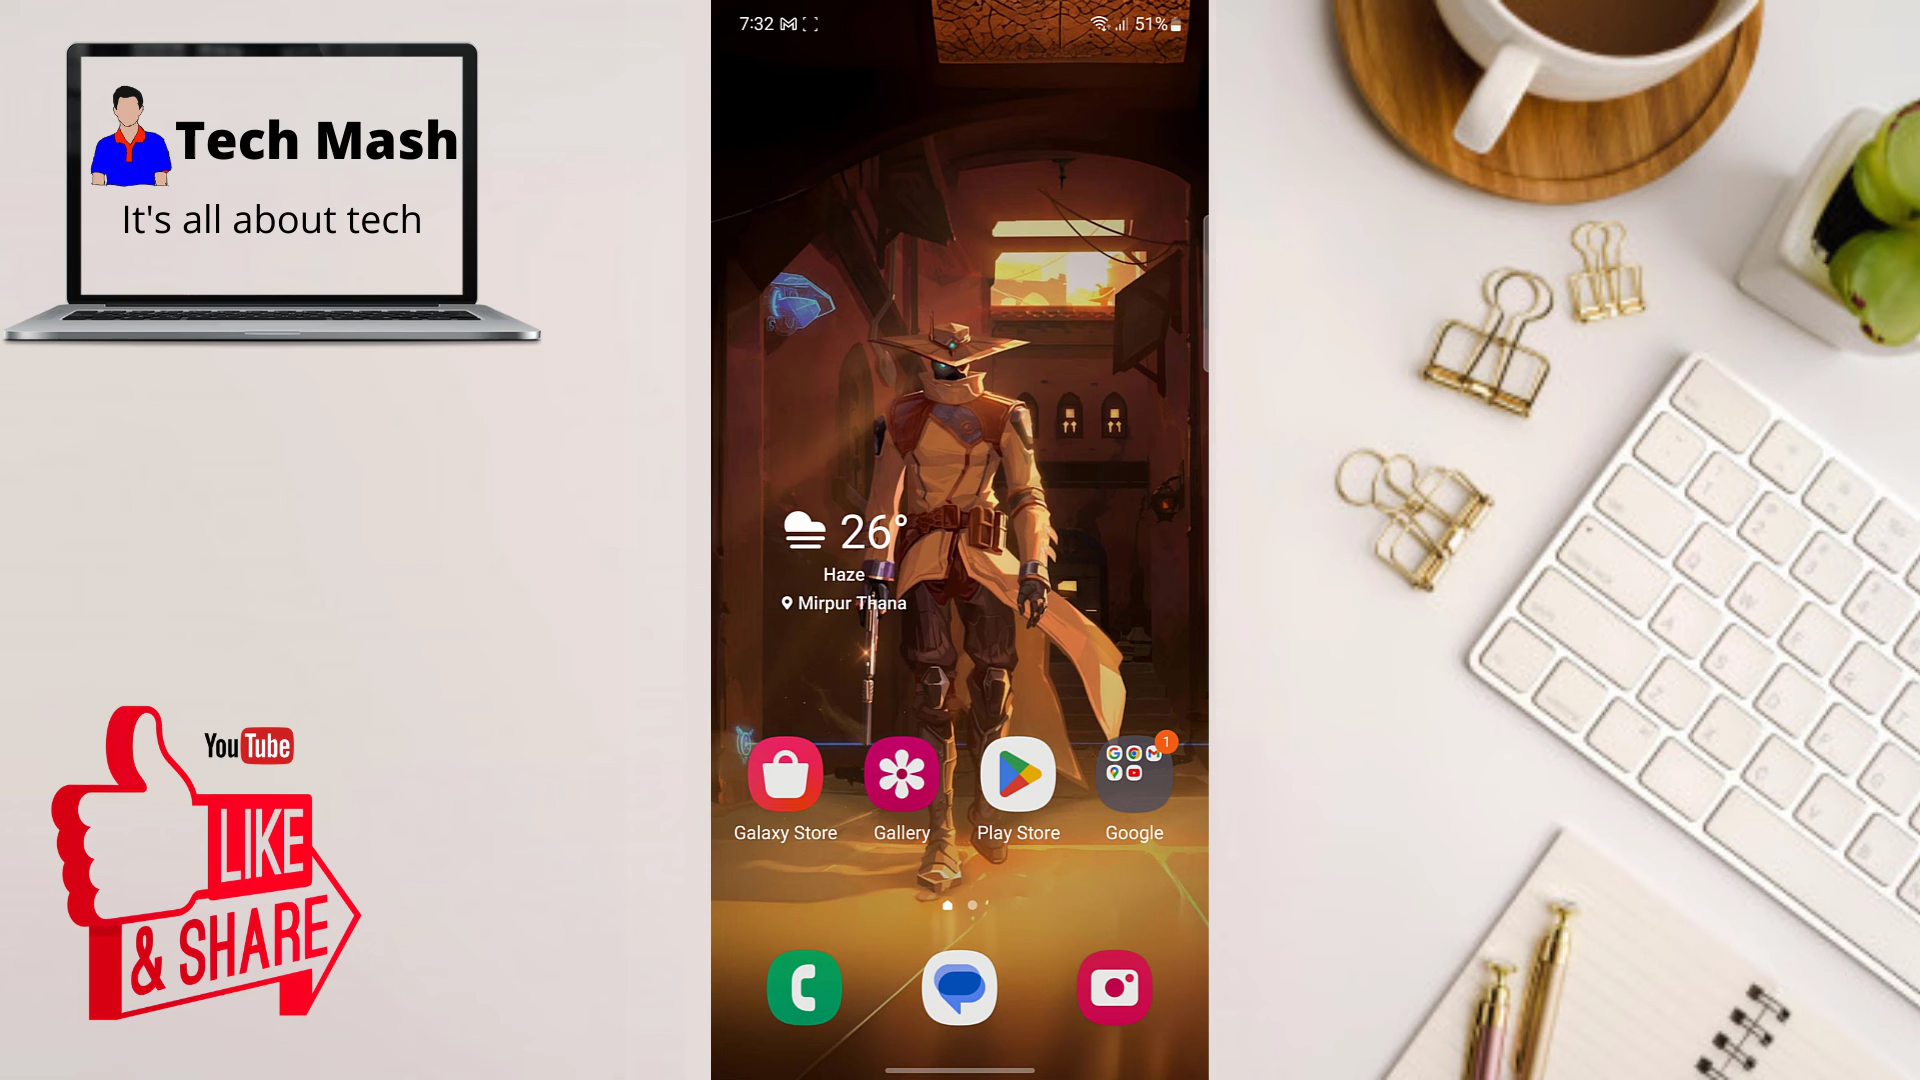 Tech Mash
It's all about tech
YouTube
LIKE
& SHARE
7:32
51%
26°
Haze
Mirpur Thana
1
Galaxy Store
Gallery
Play Store
Google